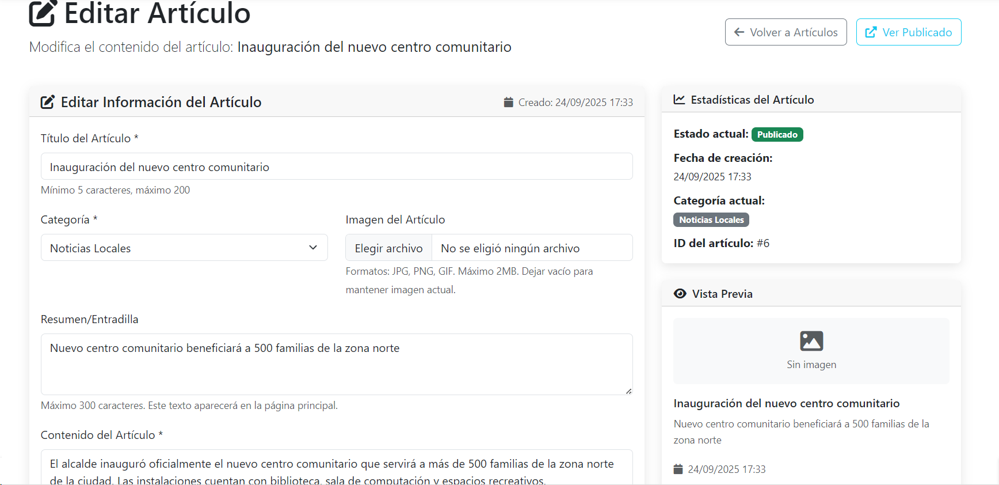 Editar Artículo
Modifica el contenido del artículo: Inauguración del nuevo centro comunitario
Volver a Artículos
Ver Publicado
Editar Información del Artículo
Creado: 24/09/2025 17:33
Título del Artículo *
Inauguración del nuevo centro comunitario
Mínimo 5 caracteres, máximo 200
Categoría *
Noticias Locales
Imagen del Artículo
Elegir archivo No se eligió ningún archivo
Formatos: JPG, PNG, GIF. Máximo 2MB. Dejar vacío para
mantener imagen actual.
Resumen/Entradilla
Nuevo centro comunitario beneficiará a 500 familias de la zona norte
Máximo 300 caracteres. Este texto aparecerá en la página principal.
Contenido del Artículo *
El alcalde inauguró oficialmente el nuevo centro comunitario que servirá a más de 500 familias de la zona norte
de la ciudad. Las instalaciones cuentan con biblioteca, sala de computación y espacios recreativos.
Estadísticas del Artículo
Estado actual: Publicado
Fecha de creación:
24/09/2025 17:33
Categoría actual:
Noticias Locales
ID del artículo: #6
Vista Previa
Sin imagen
Inauguración del nuevo centro comunitario
Nuevo centro comunitario beneficiará a 500 familias de la
zona norte
24/09/2025 17:33